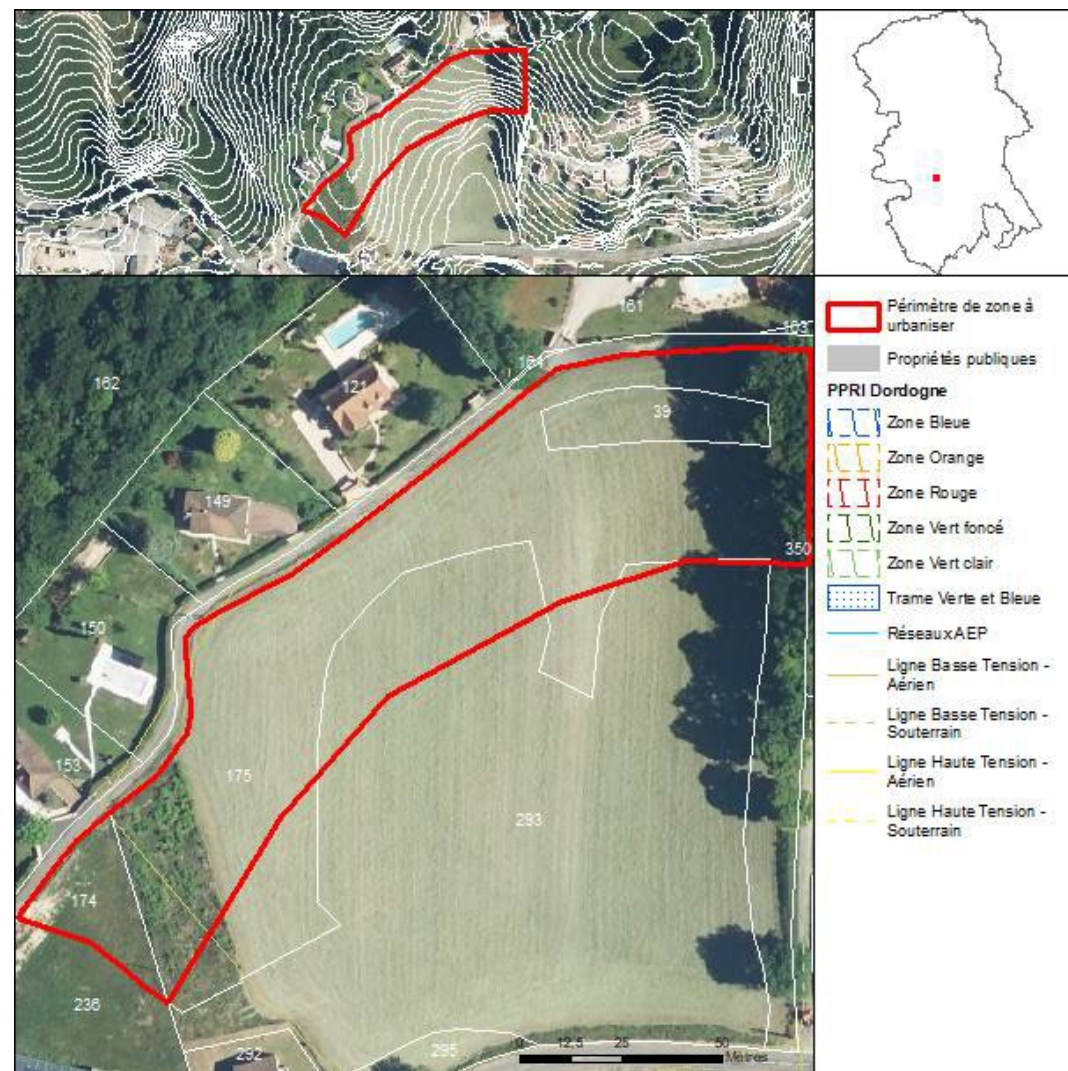 Périmètre de zone à
urbaniser
Propriétés publiques
PPRI Dordogne
Zone Bleue
Zone Orange
Zone Rouge
Zone Vert foncé
Zone Vert clair
Trame Verte et Bleue
Réseaux AEP
Ligne Basse Tension -
Aérien
Ligne Basse Tension -
Souterrain
Ligne Haute Tension -
Aérien
Ligne Haute Tension -
Souterrain
161
163
164
162
121
39
149
350
150
153
175
293
174
236
292
295
0 12,5 25 50
Mètres